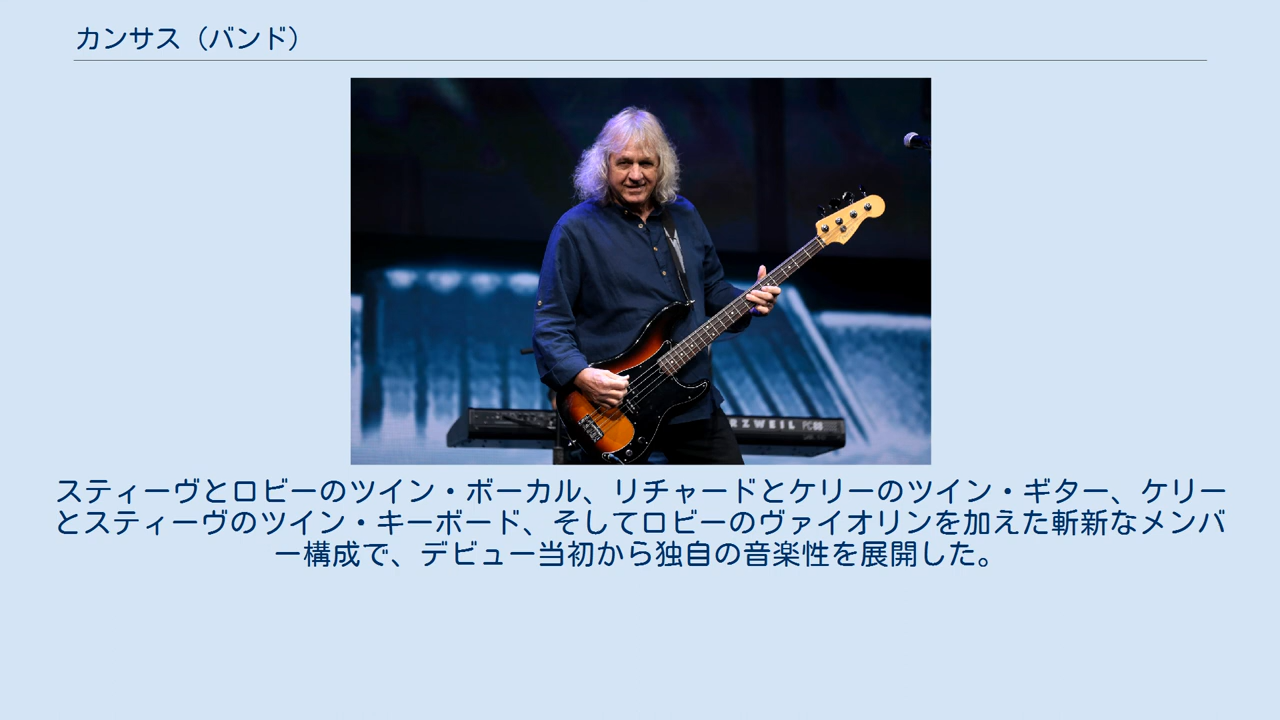 カンサス（バンド）
RZWEIL PC88
スティーヴとロビーのツイン・ボーカル、リチャードとケリーのツイン・ギター、ケリー
とスティーヴのツイン・キーボード、そしてロビーのヴァイオリンを加えた斬新なメンバ
ー構成で、デビュー当初から独自の音楽性を展開した。